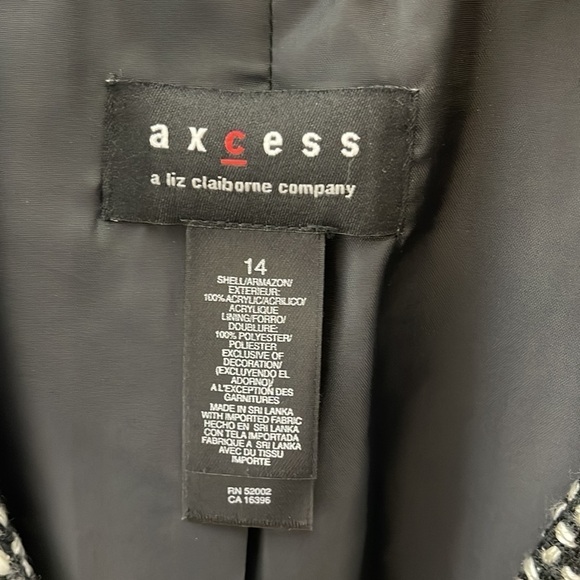 axcess
a liz claiborne company
14
SHELL/ARMAZON/
EXTERIEUR:
100% ACRYLIC/ACRILICO/
ACRYLIQUE
LINING/FORRO/
DOUBLURE:
100% POLYESTER/
POLIESTER
EXCLUSIVE OF
DECORATION/
(EXCLUYENDO EL
ADORNO)/
A L'EXCEPTION DES
GARNITURES
MADE IN SRI LANKA
WITH IMPORTED FABRIC
HECHO EN SRI LANKA
CON TELA IMPORTADA
FABRIQUE A SRI LANKA
AVEC DU TISSU
IMPORTE
RN 52002
CA 16396